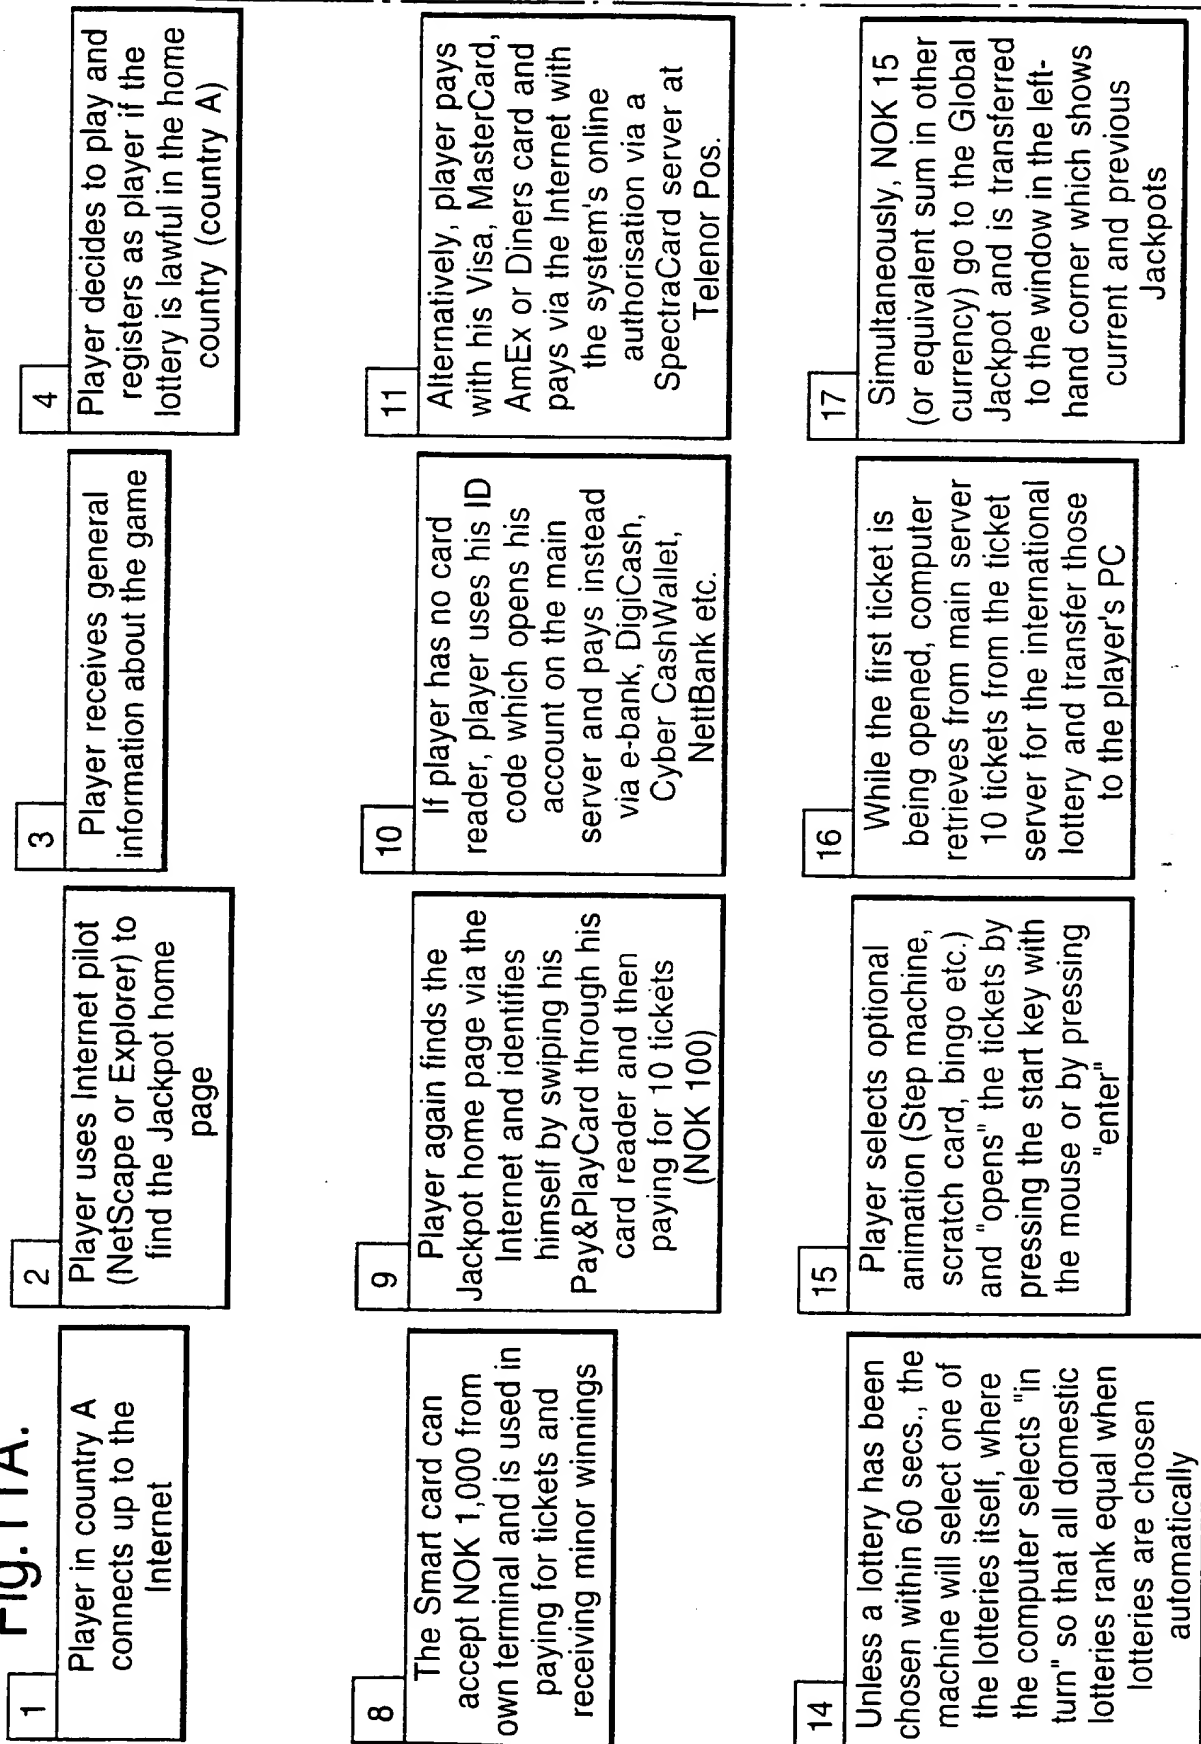 Fig.11A.
1
Player in country A
connects up to the
Internet
2
Player uses Internet pilot
(NetScape or Explorer) to
find the Jackpot home
page
3
Player receives general
information about the game
4
Player decides to play and
registers as player if the
lottery is lawful in the home
country (country A)
8
The Smart card can
accept NOK 1,000 from
own terminal and is used in
paying for tickets and
receiving minor winnings
9
Player again finds the
Jackpot home page via the
Internet and identifies
himself by swiping his
Pay&PlayCard through his
card reader and then
paying for 10 tickets
(NOK 100)
10
If player has no card
reader, player uses his ID
code which opens his
account on the main
server and pays instead
via e-bank, DigiCash,
Cyber CashWallet,
NettBank etc.
11
Alternatively, player pays
with his Visa, MasterCard,
AmEx or Diners card and
pays via the Internet with
the system's online
authorisation via a
SpectraCard server at
Telenor Pos.
14
Unless a lottery has been
chosen within 60 secs., the
machine will select one of
the lotteries itself, where
the computer selects "in
turn" so that all domestic
lotteries rank equal when
lotteries are chosen
automatically
15
Player selects optional
animation (Step machine,
scratch card, bingo etc.)
and "opens" the tickets by
pressing the start key with
the mouse or by pressing
"enter"
16
While the first ticket is
being opened, computer
retrieves from main server
10 tickets from the ticket
server for the international
lottery and transfer those
to the player's PC
17
Simultaneously, NOK 15
(or equivalent sum in other
currency) go to the Global
Jackpot and is transferred
to the window in the left-
hand corner which shows
current and previous
Jackpots